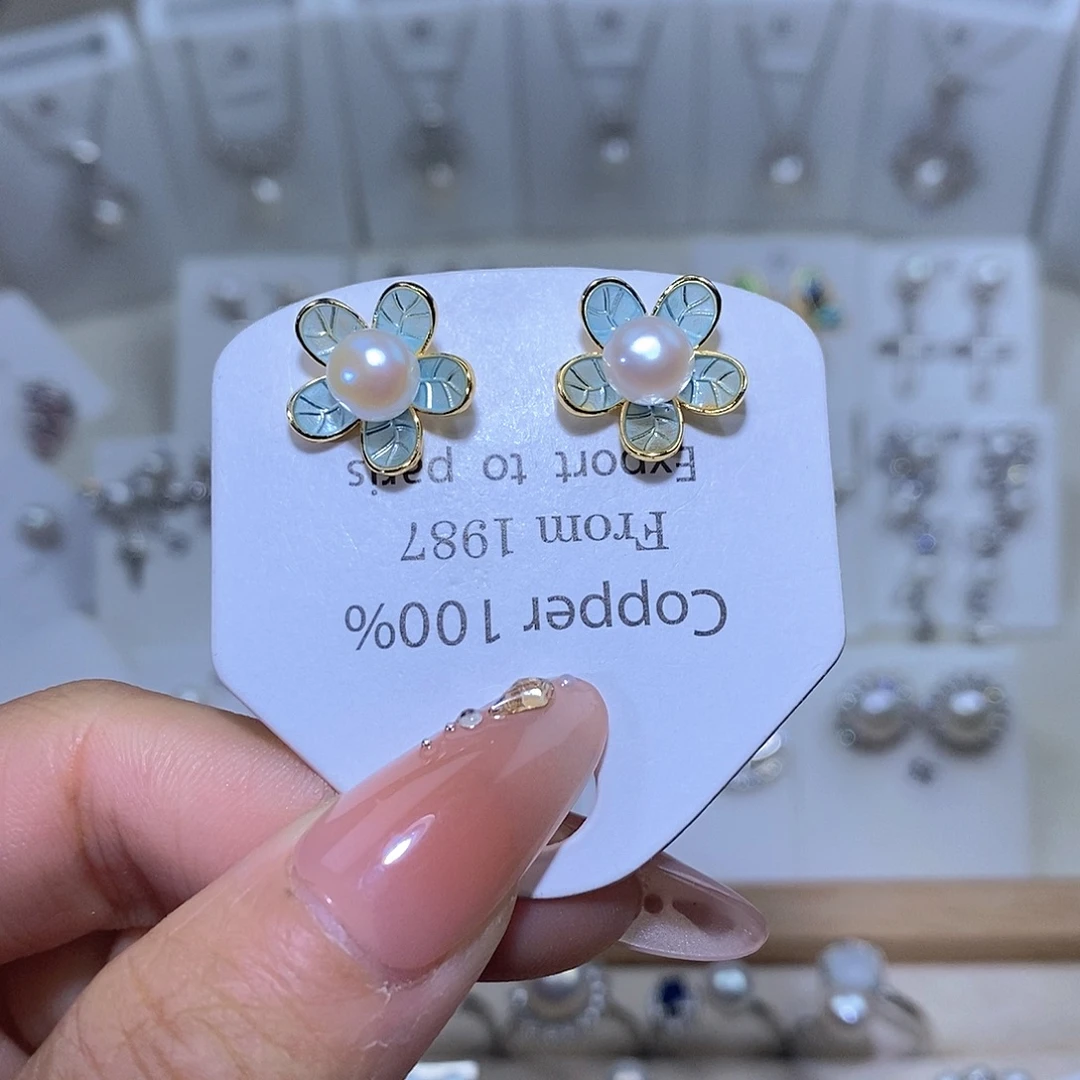 Copper 100%
From 1987
Export to paris